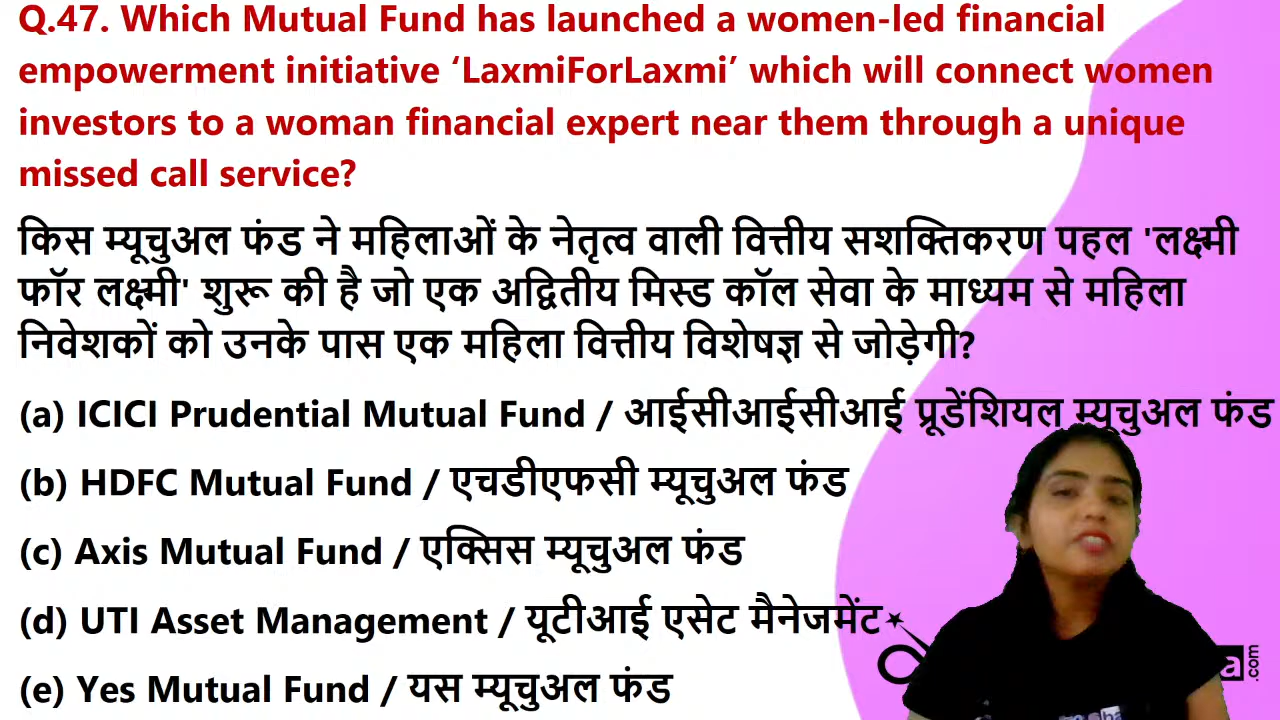 Q.47. Which Mutual Fund has launched a women-led financial
empowerment initiative ‘LaxmiForLaxmi’ which will connect women
investors to a woman financial expert near them through a unique
missed call service?
किस म्यूचुअल फंड ने महिलाओं के नेतृत्व वाली वित्तीय सशक्तिकरण पहल 'लक्ष्मी
फॉर लक्ष्मी' शुरू की है जो एक अद्वितीय मिस्ड कॉल सेवा के माध्यम से महिला
निवेशकों को उनके पास एक महिला वित्तीय विशेषज्ञ से जोड़ेगी?
(a) ICICI Prudential Mutual Fund / आईसीआईसीआई प्रूडेंशियल म्यूचुअल फंड
(b) HDFC Mutual Fund / एचडीएफसी म्यूचुअल फंड
(c) Axis Mutual Fund / एक्सिस म्यूचुअल फंड
(d) UTI Asset Management / यूटीआई एसेट मैनेजमेंट
(e) Yes Mutual Fund / यस म्यूचुअल फंड
.com